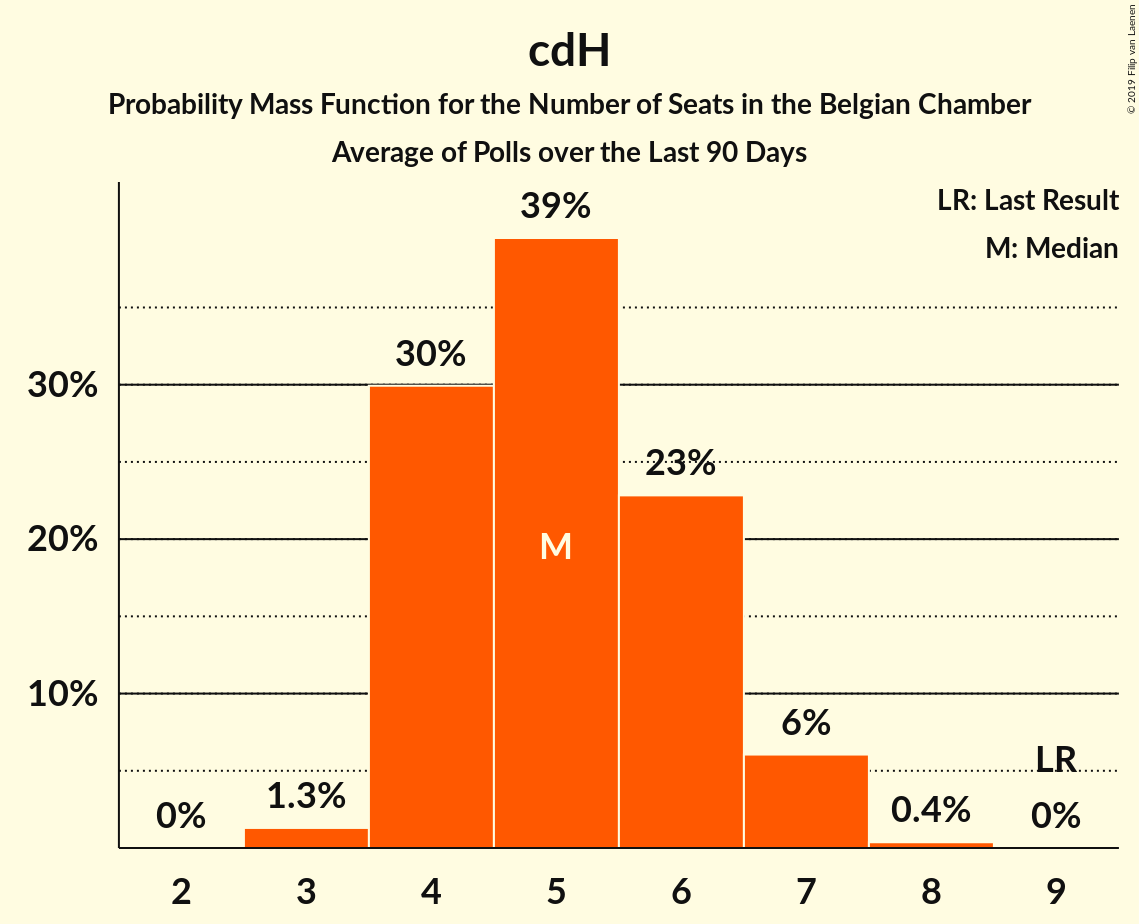 cdH
Probability Mass Function for the Number of Seats in the Belgian Chamber
Average of Polls over the Last 90 Days
© 2019 Filip van Laenen
LR: Last Result
M: Median
39%
30%
30%
23%
20%
M
10%
6%
LR
1.3%
0%
0.4%
0%
2 3 4 5 6 7 8 9